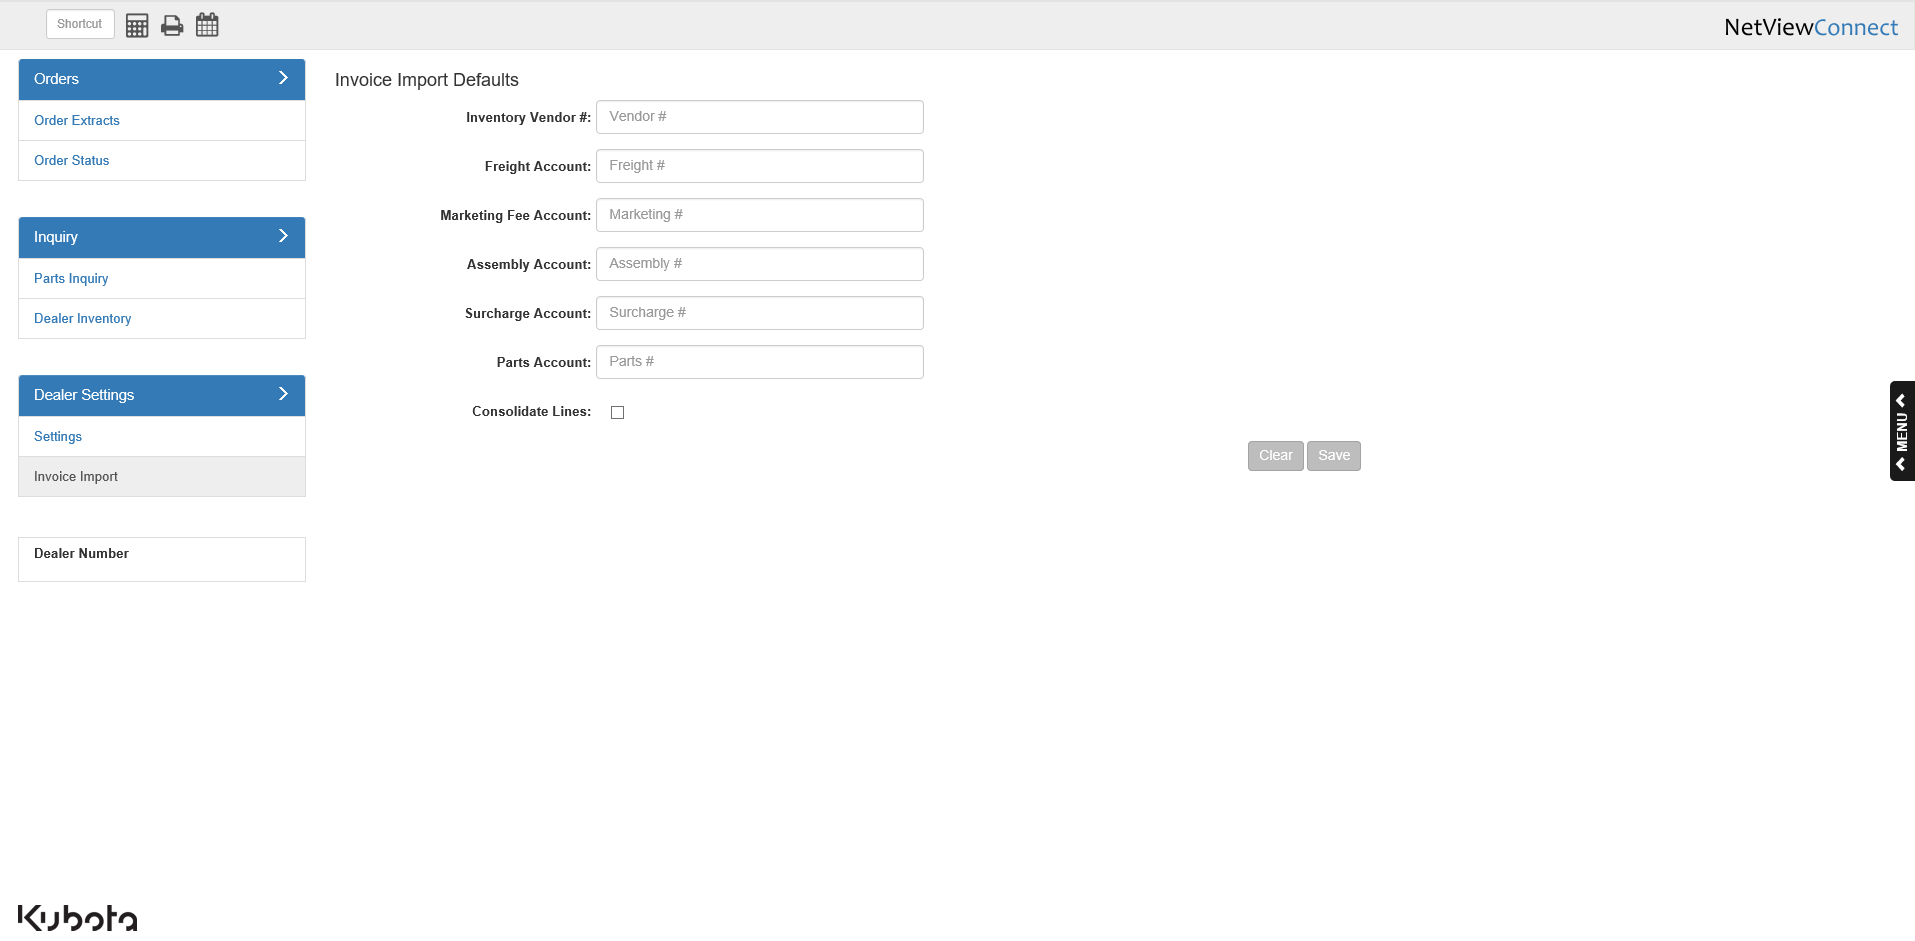 Shortcut
NetViewConnect
Orders
Order Extracts
Order Status
Inquiry
Parts Inquiry
Dealer Inventory
Dealer Settings
Settings
Invoice Import
Dealer Number
Invoice Import Defaults
Inventory Vendor #: Vendor #
Freight Account: Freight #
Marketing Fee Account: Marketing #
Assembly Account: Assembly #
Surcharge Account: Surcharge #
Parts Account: Parts #
Consolidate Lines:
Clear Save
MENU
Kubota